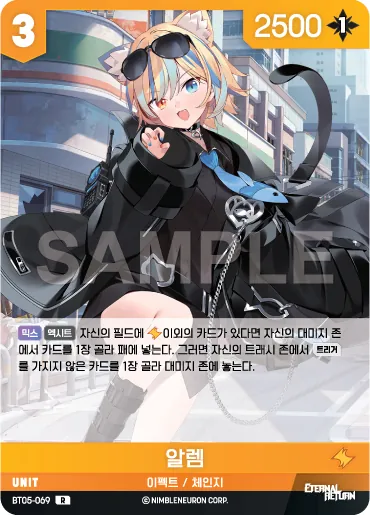 3
2500 1
SAMPLE
믹스 엑시트 자신의 필드에 이외의 카드가 있다면 자신의 대미지 존
에서 카드를 1장 골라 패에 넣는다. 그러면 자신의 트래시 존에서 트리거
를 가지지 않은 카드를 1장 골라 대미지 존에 놓는다.
알렘
UNIT 이펙트 / 체인지
BT05-069 R ⓒ NIMBLENEURON CORP. ETERNAL RETURN